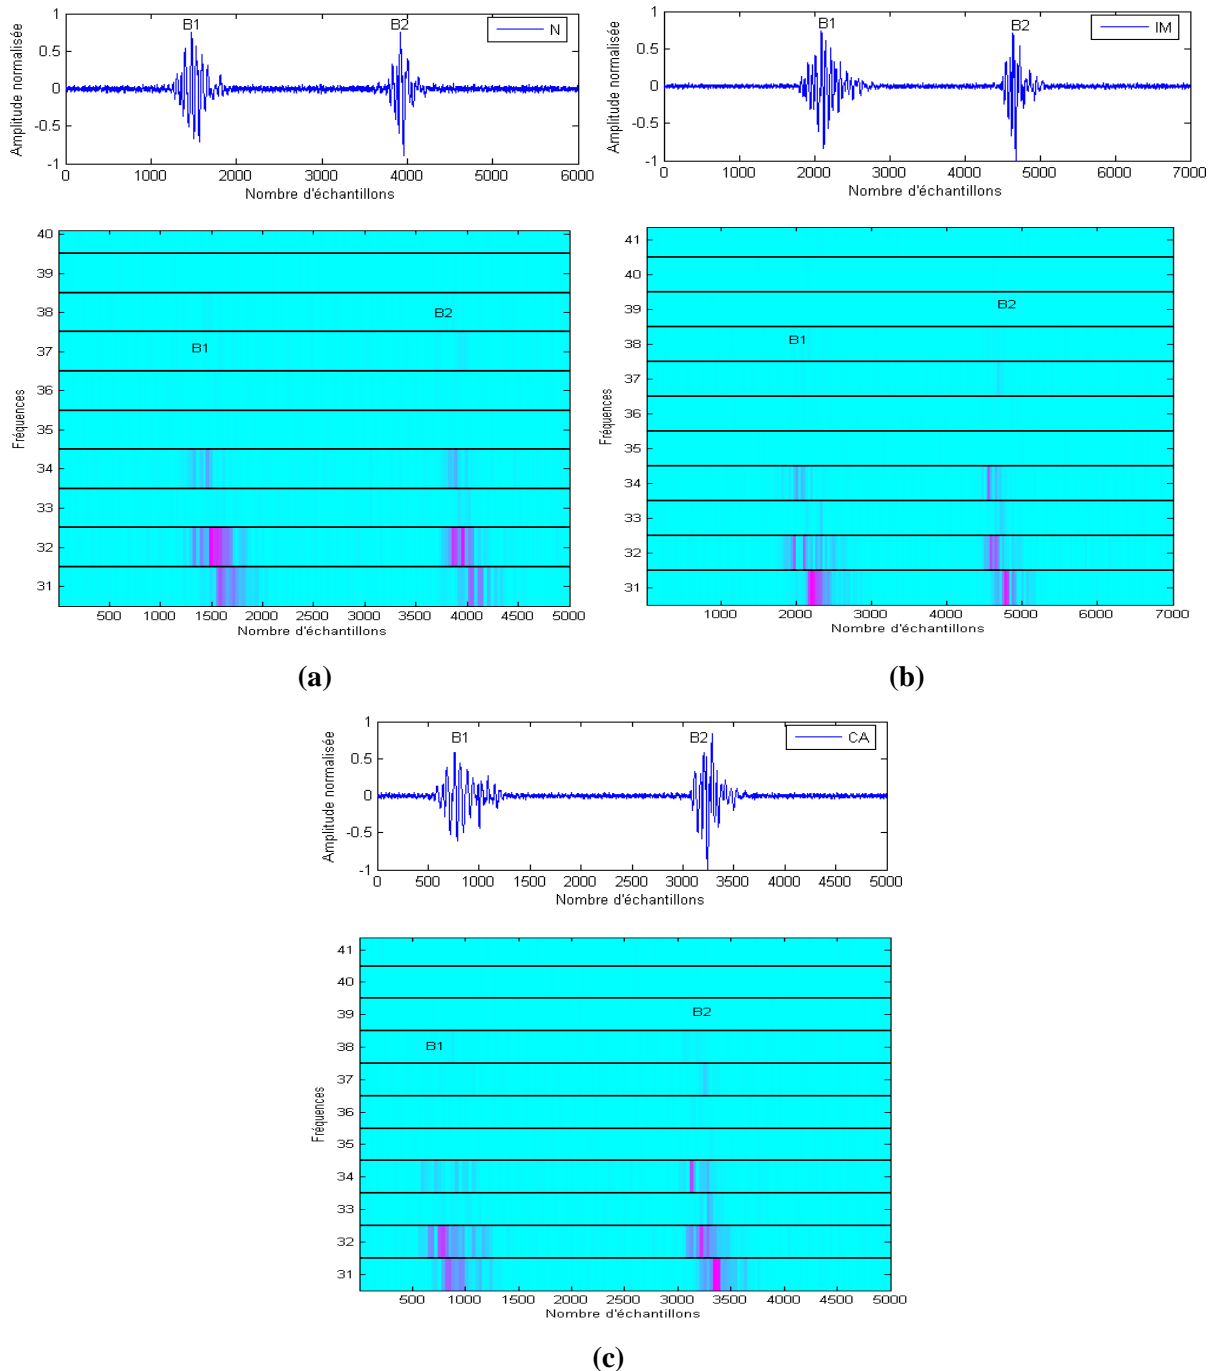 B1
B2
N
1
0.5
0
-0.5
-1
Amplitude normalisée
0 1000 2000 3000 4000 5000 6000
Nombre d'échantillons
B1
B2
IM
1
0.5
0
-0.5
-1
Amplitude normalisée
0 1000 2000 3000 4000 5000 6000 7000
Nombre d'échantillons
40
39
38
37
36
35
34
33
32
31
Fréquences
B1
B2
500 1000 1500 2000 2500 3000 3500 4000 4500 5000
Nombre d'échantillons
41
40
39
38
37
36
35
34
33
32
31
Fréquences
B1
B2
1000 2000 3000 4000 5000 6000 7000
Nombre d'échantillons
(a)
(b)
B1
B2
CA
1
0.5
0
-0.5
-1
Amplitude normalisée
0 500 1000 1500 2000 2500 3000 3500 4000 4500 5000
Nombre d'échantillons
41
40
39
38
37
36
35
34
33
32
31
Fréquences
B1
B2
500 1000 1500 2000 2500 3000 3500 4000 4500 5000
Nombre d'échantillons
(c)